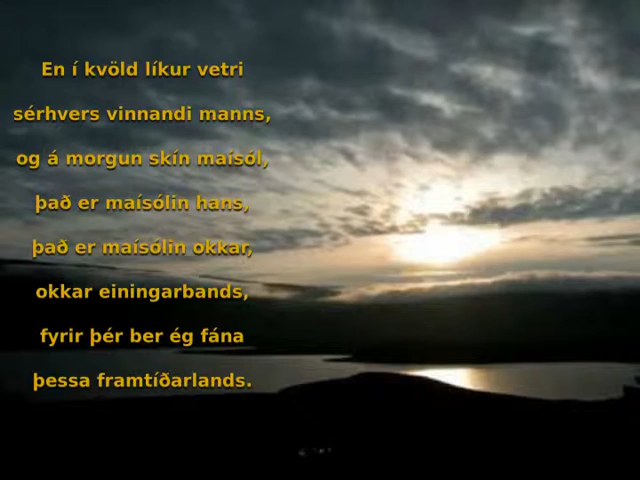 En í kvöld líkur vetri
sérhvers vinnandi manns,
og á morgun skín maísól,
það er maísólin hans,
það er maísólin okkar,
okkar einingarbands,
fyrir þér ber ég fána
þessa framtíðarlands.